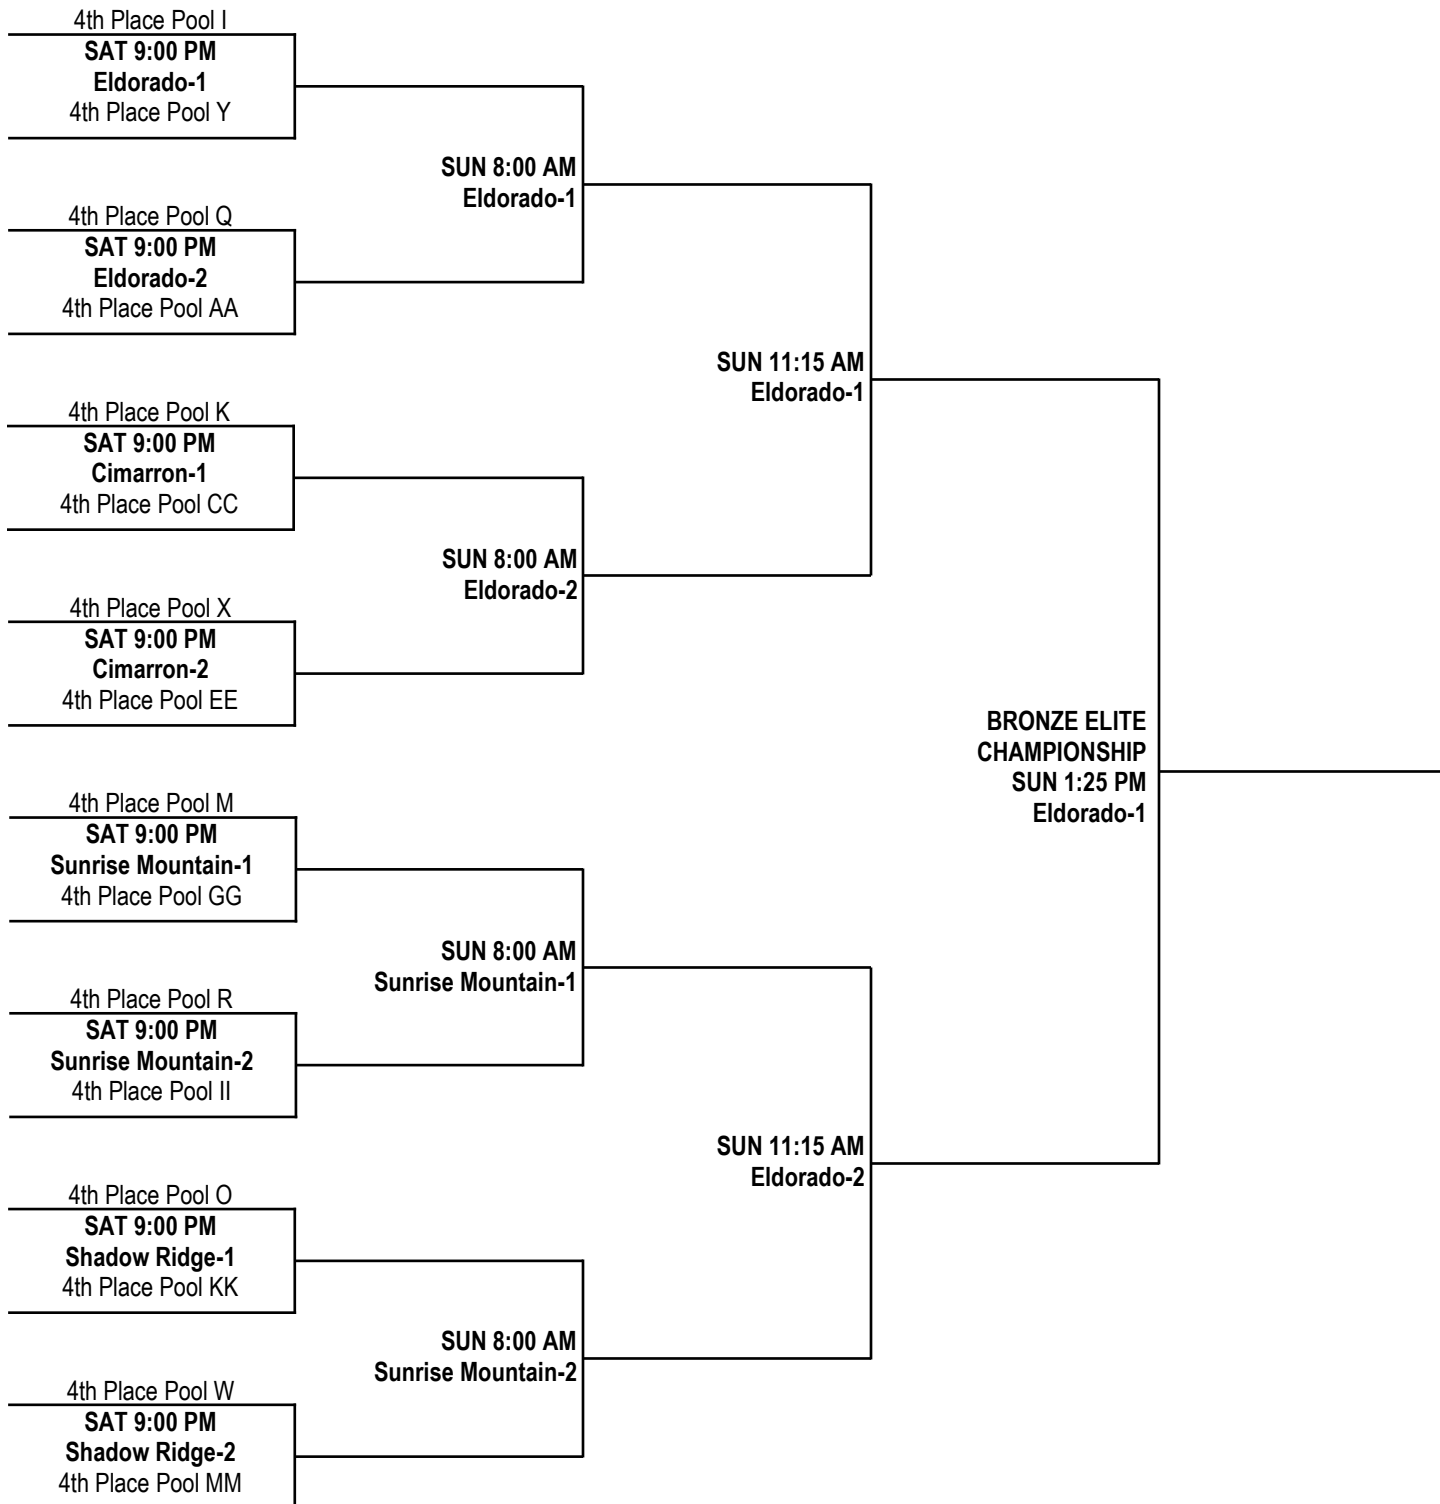 4th Place Pool I
SAT 9:00 PM
Eldorado-1
4th Place Pool Y
SUN 8:00 AM
Eldorado-1
4th Place Pool Q
SAT 9:00 PM
Eldorado-2
4th Place Pool AA
SUN 11:15 AM
Eldorado-1
4th Place Pool K
SAT 9:00 PM
Cimarron-1
4th Place Pool CC
SUN 8:00 AM
Eldorado-2
4th Place Pool X
SAT 9:00 PM
Cimarron-2
4th Place Pool EE
BRONZE ELITE
CHAMPIONSHIP
SUN 1:25 PM
Eldorado-1
4th Place Pool M
SAT 9:00 PM
Sunrise Mountain-1
4th Place Pool GG
SUN 8:00 AM
Sunrise Mountain-1
4th Place Pool R
SAT 9:00 PM
Sunrise Mountain-2
4th Place Pool II
SUN 11:15 AM
Eldorado-2
4th Place Pool O
SAT 9:00 PM
Shadow Ridge-1
4th Place Pool KK
SUN 8:00 AM
Sunrise Mountain-2
4th Place Pool W
SAT 9:00 PM
Shadow Ridge-2
4th Place Pool MM